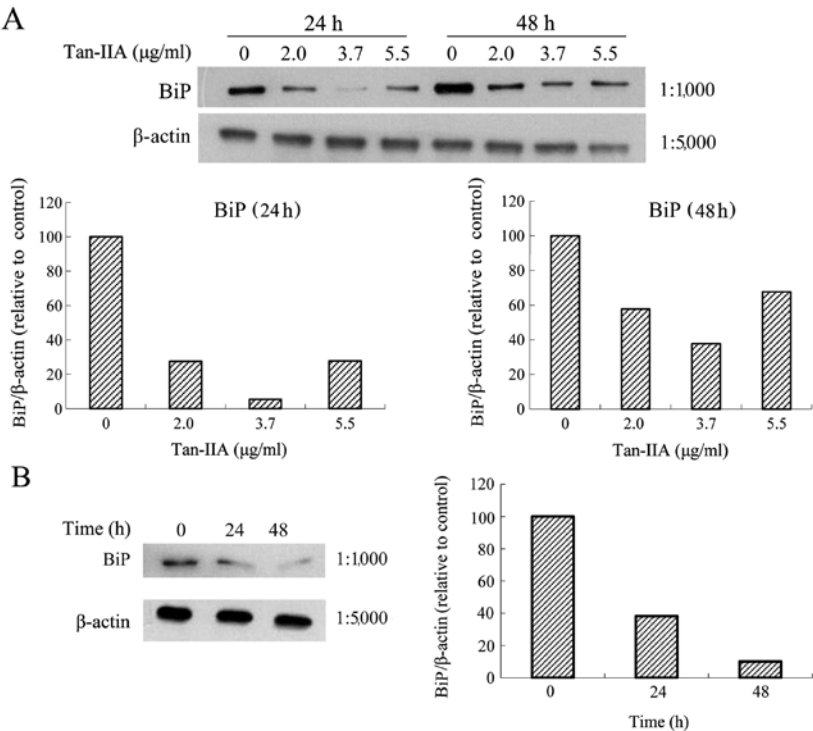 A
24 h 48 h
Tan-IIA (μg/ml) 0 2.0 3.7 5.5 0 2.0 3.7 5.5
BiP 1:1,000
β-actin 1:5,000
BiP (24h)
BiP/β-actin (relative to control)
120
100
80
60
40
20
0
0 2.0 3.7 5.5
Tan-IIA (μg/ml)
BiP (48h)
BiP/β-actin (relative to control)
120
100
80
60
40
20
0
0 2.0 3.7 5.5
Tan-IIA (μg/ml)
B
Time (h) 0 24 48
BiP 1:1,000
β-actin 1:5,000
BiP/β-actin (relative to control)
120
100
80
60
40
20
0
0 24 48
Time (h)